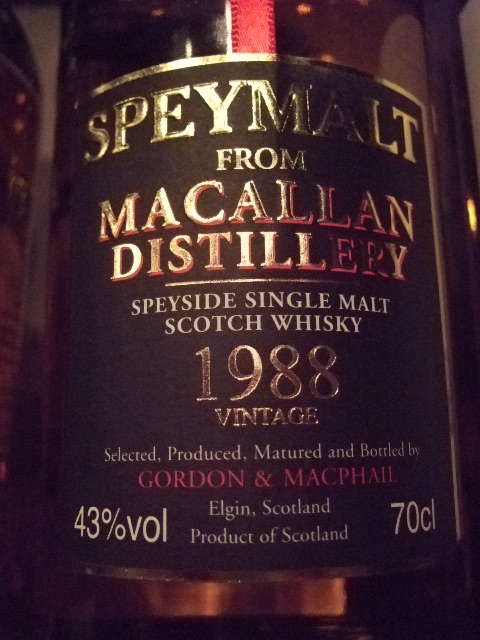 SPEYMALT
FROM
MACALLAN
DISTILLERY
SPEYSIDE SINGLE MALT
SCOTCH WHISKY
1988
VINTAGE
Selected, Produced, Matured and Bottled by
GORDON & MACPHAIL
Elgin, Scotland
43%vol
Product of Scotland
70cl